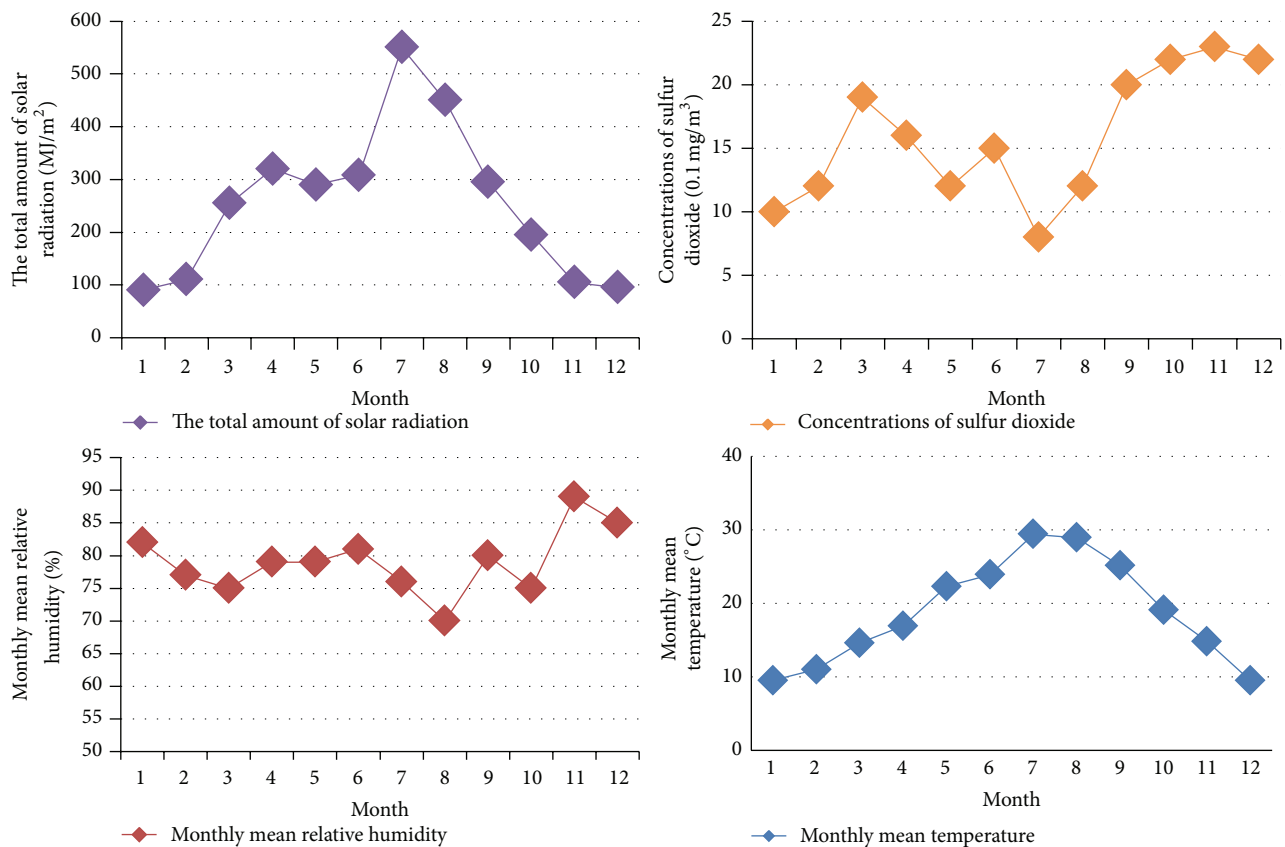 The total amount of solar
radiation (MJ/m²)
600
500
400
300
200
100
0
1 2 3 4 5 6 7 8 9 10 11 12
Month
The total amount of solar radiation
Concentrations of sulfur
dioxide (0.1 mg/m³)
25
20
15
10
5
0
1 2 3 4 5 6 7 8 9 10 11 12
Month
Concentrations of sulfur dioxide
Monthly mean relative
humidity (%)
95
90
85
80
75
70
65
60
55
50
1 2 3 4 5 6 7 8 9 10 11 12
Month
Monthly mean relative humidity
Monthly mean
temperature (°C)
40
30
20
10
0
1 2 3 4 5 6 7 8 9 10 11 12
Month
Monthly mean temperature